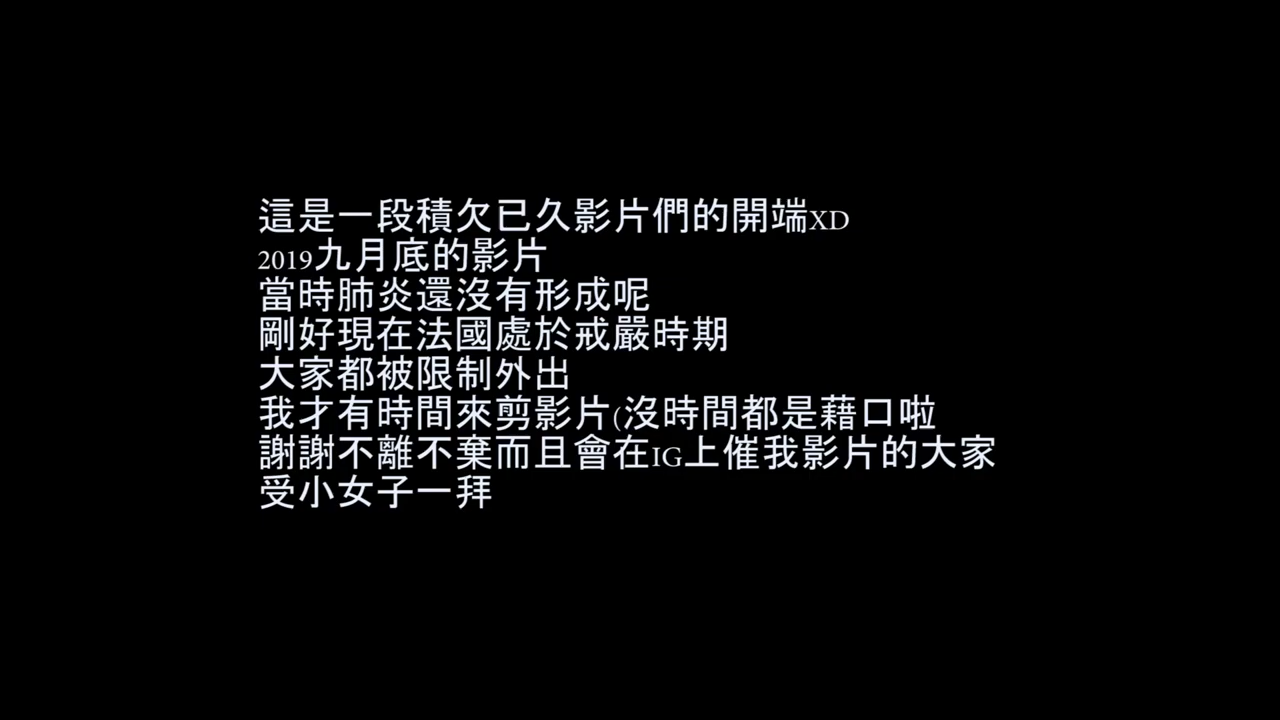 這是一段積欠已久影片們的開端XD
2019九月底的影片
當時肺炎還沒有形成呢
剛好現在法國處於戒嚴時期
大家都被限制外出
我才有時間來剪影片(沒時間都是藉口啦
謝謝不離不棄而且會在IG上催我影片的大家
受小女子一拜